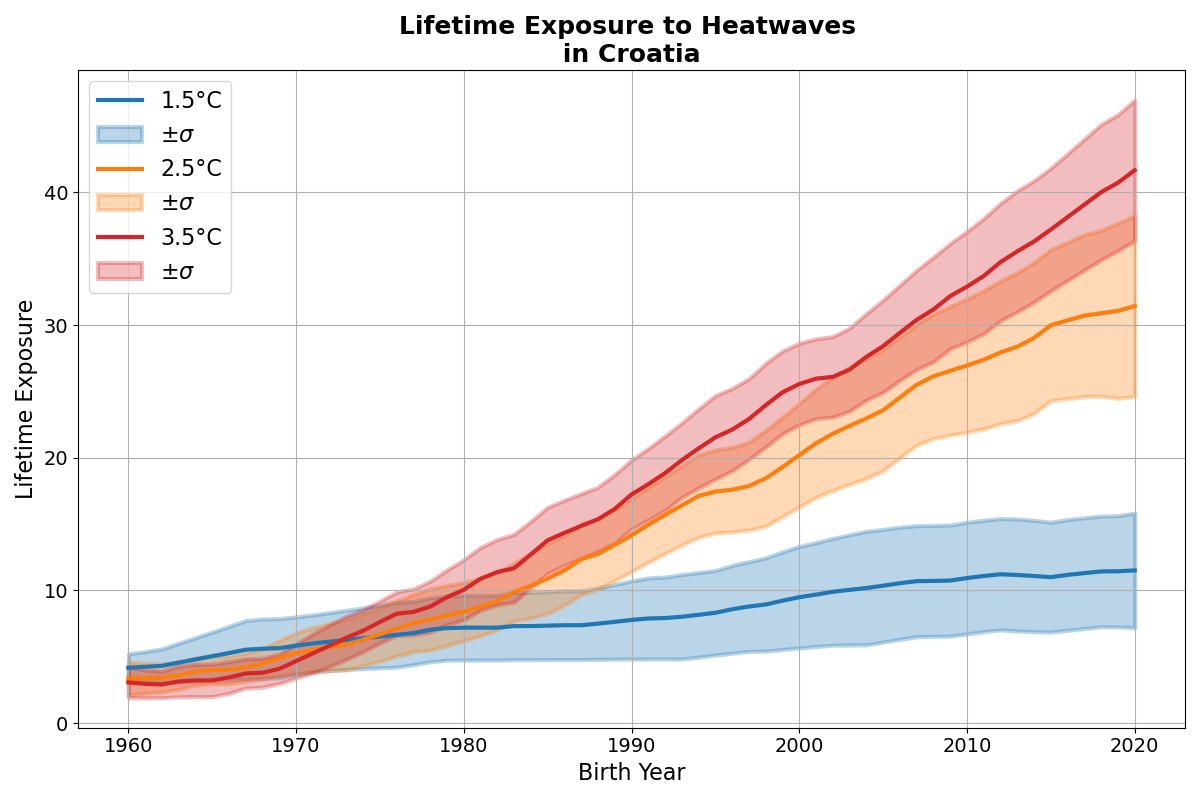 Lifetime Exposure to Heatwaves
in Croatia
1.5°C
±σ
2.5°C
±σ
3.5°C
±σ
Lifetime Exposure
40
30
20
10
0
1960
1970
1980
1990
2000
2010
2020
Birth Year